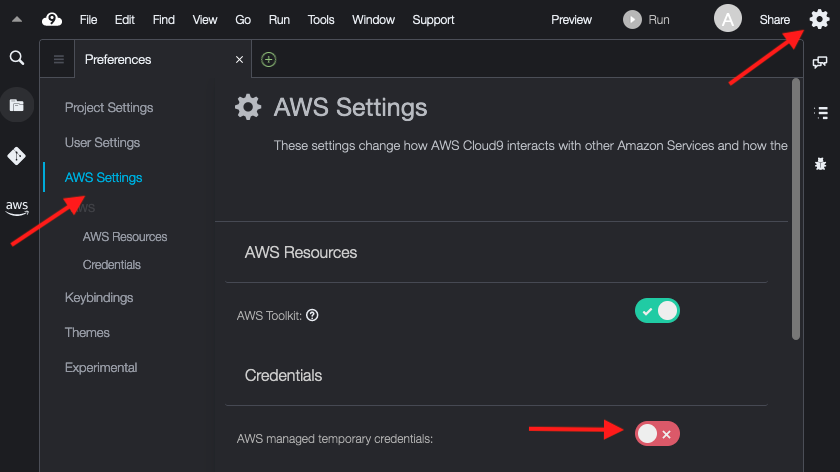 9 File Edit Find View Go Run Tools Window Support Preview Run A Share
Preferences
Project Settings
User Settings
AWS Settings
AWS
AWS Resources
Credentials
Keybindings
Themes
Experimental
AWS Settings
These settings change how AWS Cloud9 interacts with other Amazon Services and how the
AWS Resources
AWS Toolkit:
Credentials
AWS managed temporary credentials:
aws